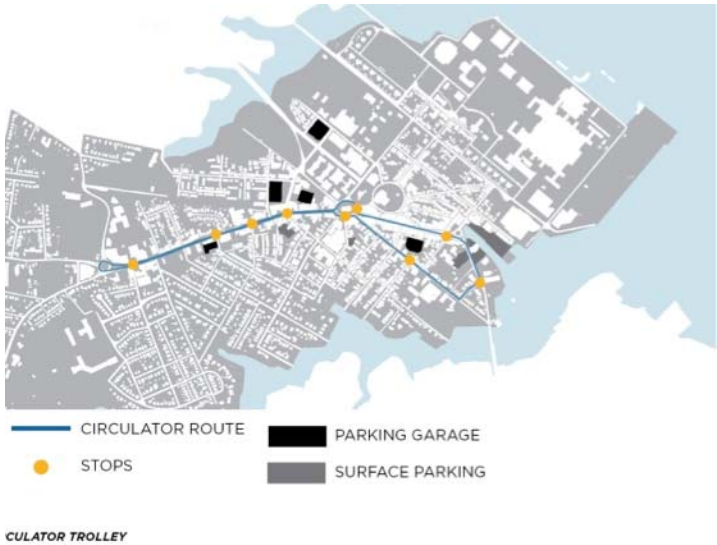 CIRCULATOR ROUTE
PARKING GARAGE
STOPS
SURFACE PARKING
CULATOR TROLLEY